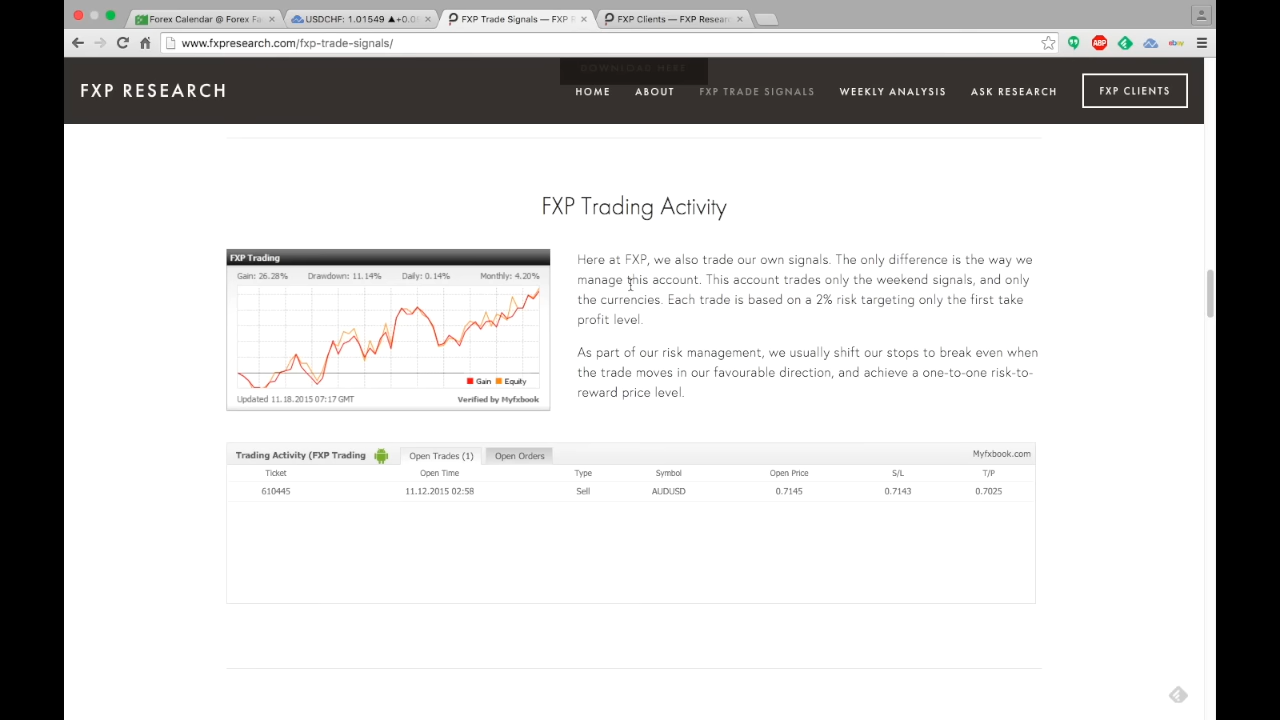 Forex Calendar @ Forex Fa
USDCHF: 1.01549 ▲+0.0
FXP Trade Signals — FXP R
FXP Clients — FXP Resear
www.fxpresearch.com/fxp-trade-signals/
ABP
ebay
DOWNLOAD HERE
FXP RESEARCH
HOME ABOUT FXP TRADE SIGNALS WEEKLY ANALYSIS ASK RESEARCH FXP CLIENTS
FXP Trading Activity
FXP Trading
Gain: 26.28% Drawdown: 11.14% Daily: 0.14% Monthly: 4.20%
Gain Equity
Updated 11.18.2015 07:17 GMT Verified by Myfxbook
Here at FXP, we also trade our own signals. The only difference is the way we
manage this account. This account trades only the weekend signals, and only
the currencies. Each trade is based on a 2% risk targeting only the first take
profit level.
As part of our risk management, we usually shift our stops to break even when
the trade moves in our favourable direction, and achieve a one-to-one risk-to-
reward price level.
Trading Activity (FXP Trading Open Trades (1) Open Orders Myfxbook.com
Ticket Open Time Type Symbol Open Price S/L T/P
610445 11.12.2015 02:58 Sell AUDUSD 0.7145 0.7143 0.7025